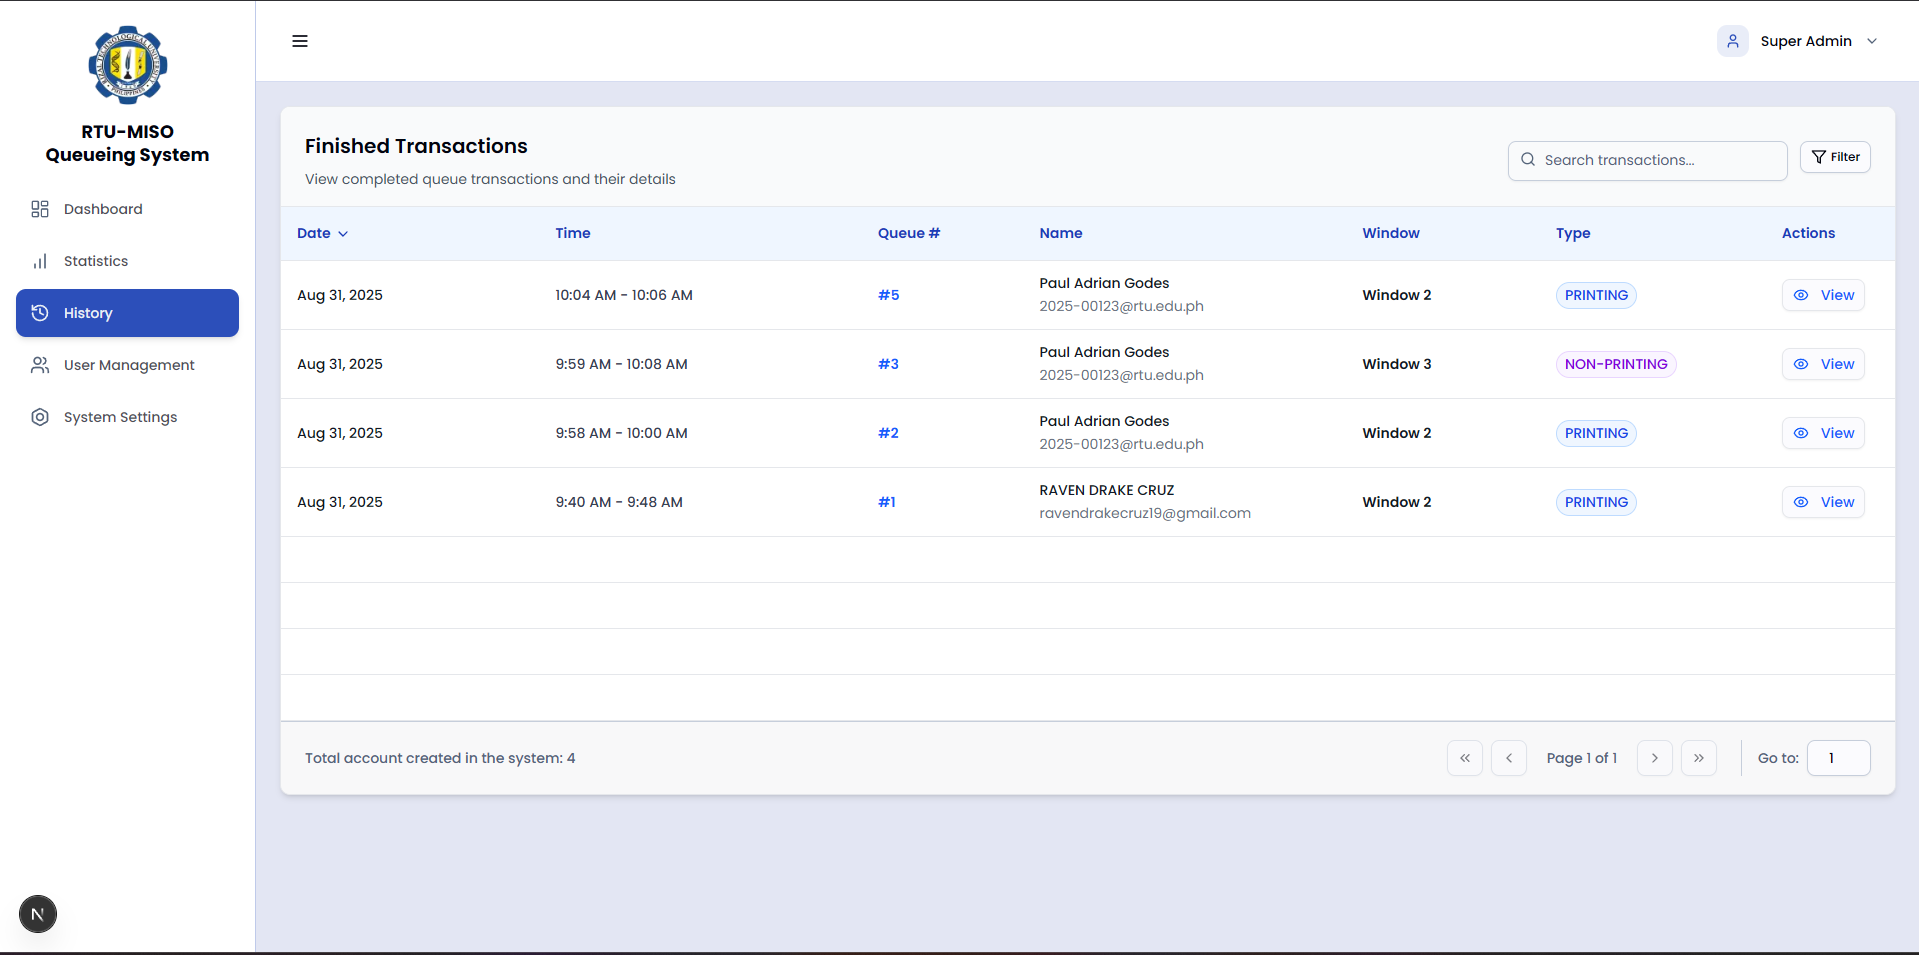 RTU-MISO
Queueing System
Dashboard
Statistics
History
User Management
System Settings
Super Admin
Finished Transactions
View completed queue transactions and their details
Search transactions...
Filter
Date Time Queue # Name Window Type Actions
Aug 31, 2025 10:04 AM - 10:06 AM #5 Paul Adrian Godes Window 2 PRINTING View
2025-00123@rtu.edu.ph
Aug 31, 2025 9:59 AM - 10:08 AM #3 Paul Adrian Godes Window 3 NON-PRINTING View
2025-00123@rtu.edu.ph
Aug 31, 2025 9:58 AM - 10:00 AM #2 Paul Adrian Godes Window 2 PRINTING View
2025-00123@rtu.edu.ph
Aug 31, 2025 9:40 AM - 9:48 AM #1 RAVEN DRAKE CRUZ Window 2 PRINTING View
ravendrakecruz19@gmail.com
Total account created in the system: 4
Page 1 of 1
Go to: 1
N
RIZAL TECHNOLOGICAL UNIVERSITY
PHILIPPINES